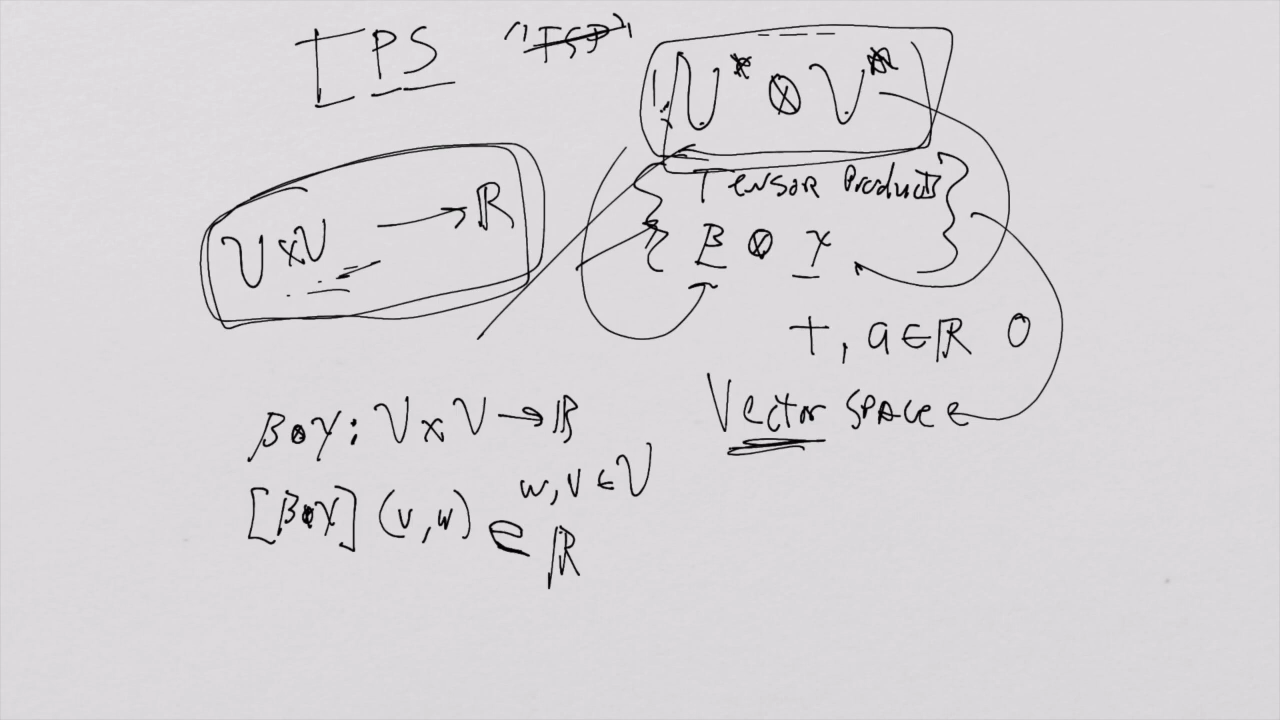 TPS "TSP"
V* ⊗ V*
V × V → ℝ
{ Tensor Products
β ⊗ γ }
+, a ∈ ℝ 0
Vector space
β⊗γ : V × V → ℝ
w, v ∈ V
[β⊗γ] (v, w) ∈ ℝ